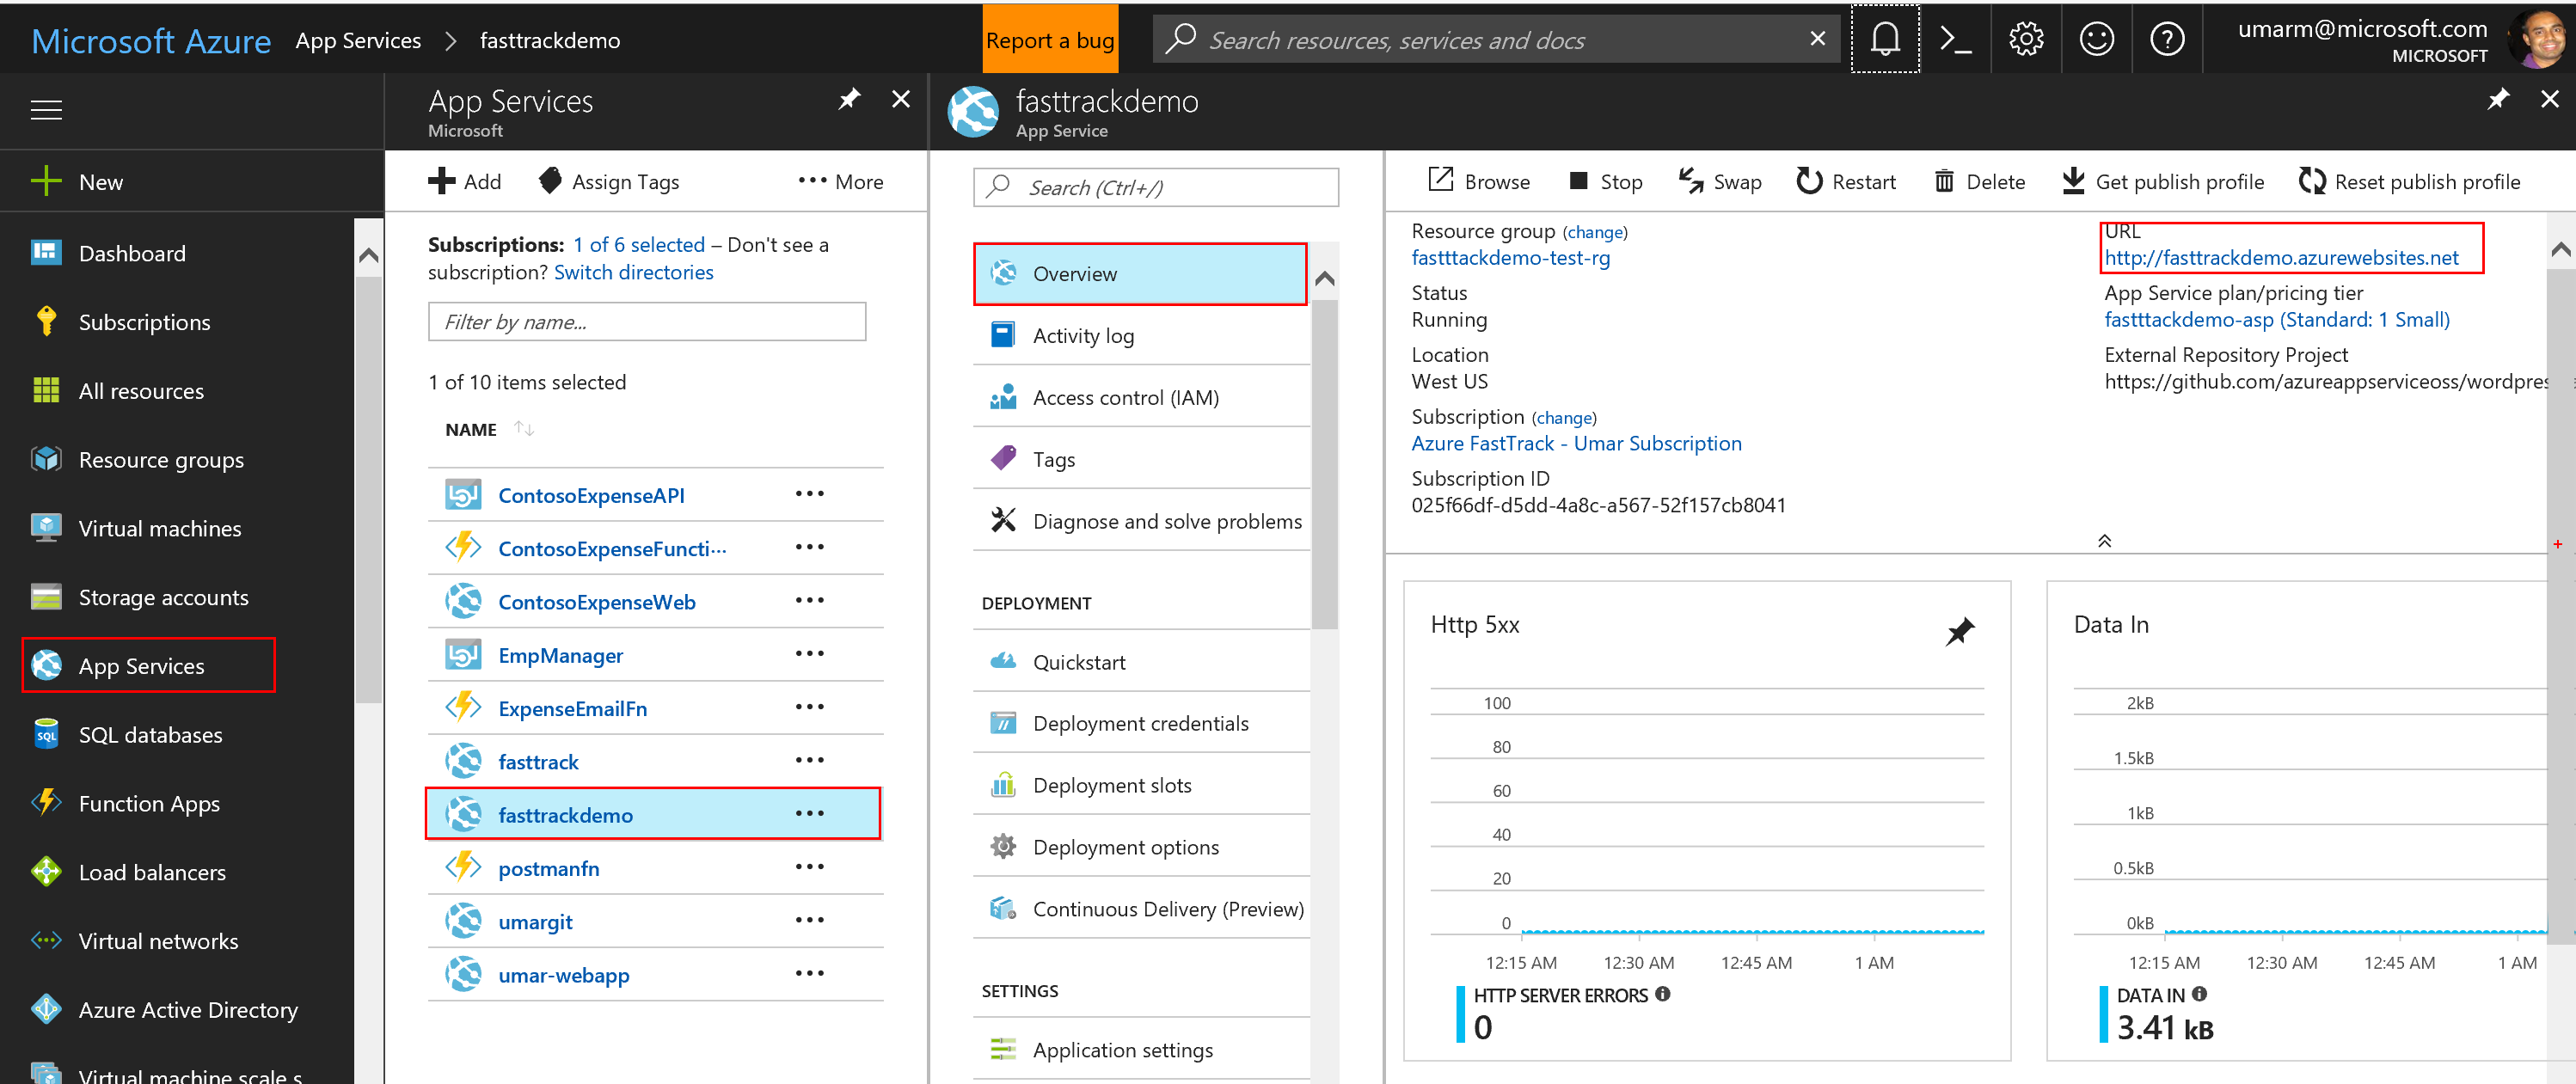 Microsoft Azure App Services > fasttrackdemo
Report a bug
Search resources, services and docs
umarm@microsoft.com
MICROSOFT
New
Dashboard
Subscriptions
All resources
Resource groups
Virtual machines
Storage accounts
App Services
SQL databases
Function Apps
Load balancers
Virtual networks
Azure Active Directory
Virtual machine scale s
App Services
Microsoft
Add Assign Tags More
Subscriptions: 1 of 6 selected – Don't see a
subscription? Switch directories
Filter by name...
1 of 10 items selected
NAME
ContosoExpenseAPI
ContosoExpenseFuncti...
ContosoExpenseWeb
EmpManager
ExpenseEmailFn
fasttrack
fasttrackdemo
postmanfn
umargit
umar-webapp
fasttrackdemo
App Service
Search (Ctrl+/)
Overview
Activity log
Access control (IAM)
Tags
Diagnose and solve problems
DEPLOYMENT
Quickstart
Deployment credentials
Deployment slots
Deployment options
Continuous Delivery (Preview)
SETTINGS
Application settings
Browse Stop Swap Restart Delete Get publish profile Reset publish profile
Resource group (change)
fastttackdemo-test-rg
Status
Running
Location
West US
Subscription (change)
Azure FastTrack - Umar Subscription
Subscription ID
025f66df-d5dd-4a8c-a567-52f157cb8041
URL
http://fasttrackdemo.azurewebsites.net
App Service plan/pricing tier
fastttackdemo-asp (Standard: 1 Small)
External Repository Project
https://github.com/azureappserviceoss/wordpres
Http 5xx
100
80
60
40
20
0
12:15 AM 12:30 AM 12:45 AM 1 AM
HTTP SERVER ERRORS
0
Data In
2kB
1.5kB
1kB
0.5kB
0kB
12:15 AM 12:30 AM 12:45 AM 1 AM
DATA IN
3.41 kB